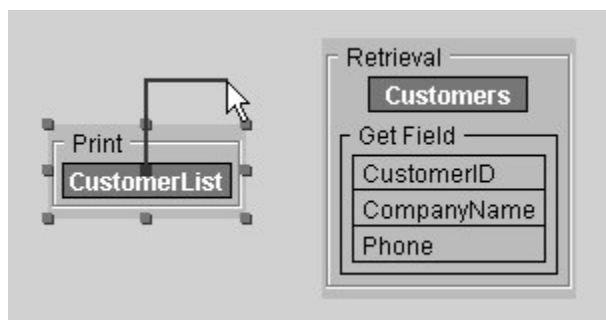 Print
CustomerList
Retrieval
Customers
Get Field
CustomerID
CompanyName
Phone